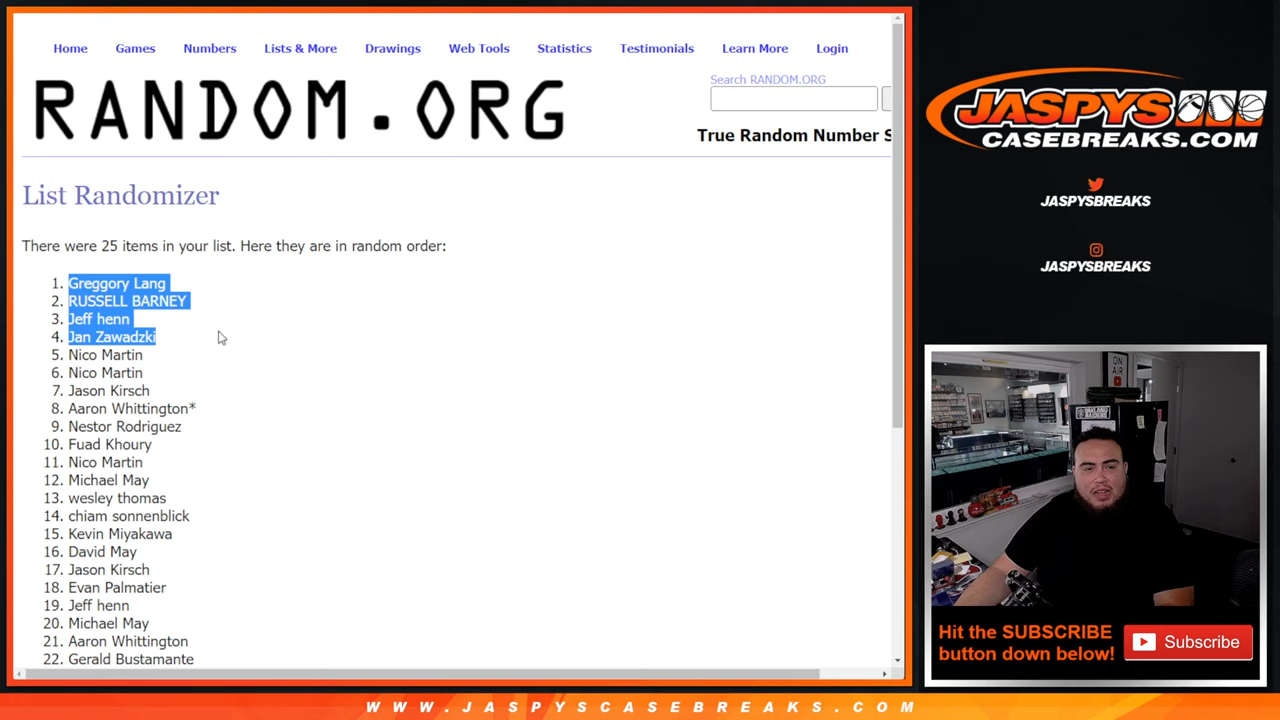 Home Games Numbers Lists & More Drawings Web Tools Statistics Testimonials Learn More Login
RANDOM.ORG
Search RANDOM.ORG
True Random Number S
List Randomizer
There were 25 items in your list. Here they are in random order:
1. Greggory Lang
2. RUSSELL BARNEY
3. Jeff henn
4. Jan Zawadzki
5. Nico Martin
6. Nico Martin
7. Jason Kirsch
8. Aaron Whittington*
9. Nestor Rodriguez
10. Fuad Khoury
11. Nico Martin
12. Michael May
13. wesley thomas
14. chiam sonnenblick
15. Kevin Miyakawa
16. David May
17. Jason Kirsch
18. Evan Palmatier
19. Jeff henn
20. Michael May
21. Aaron Whittington
22. Gerald Bustamante
JASPYS
CASEBREAKS.COM
JASPYSBREAKS
JASPYSBREAKS
ON
AIR
OAKLAND
RAIDERS
Hit the SUBSCRIBE
button down below!
Subscribe
WWW.JASPYSCASEBREAKS.COM